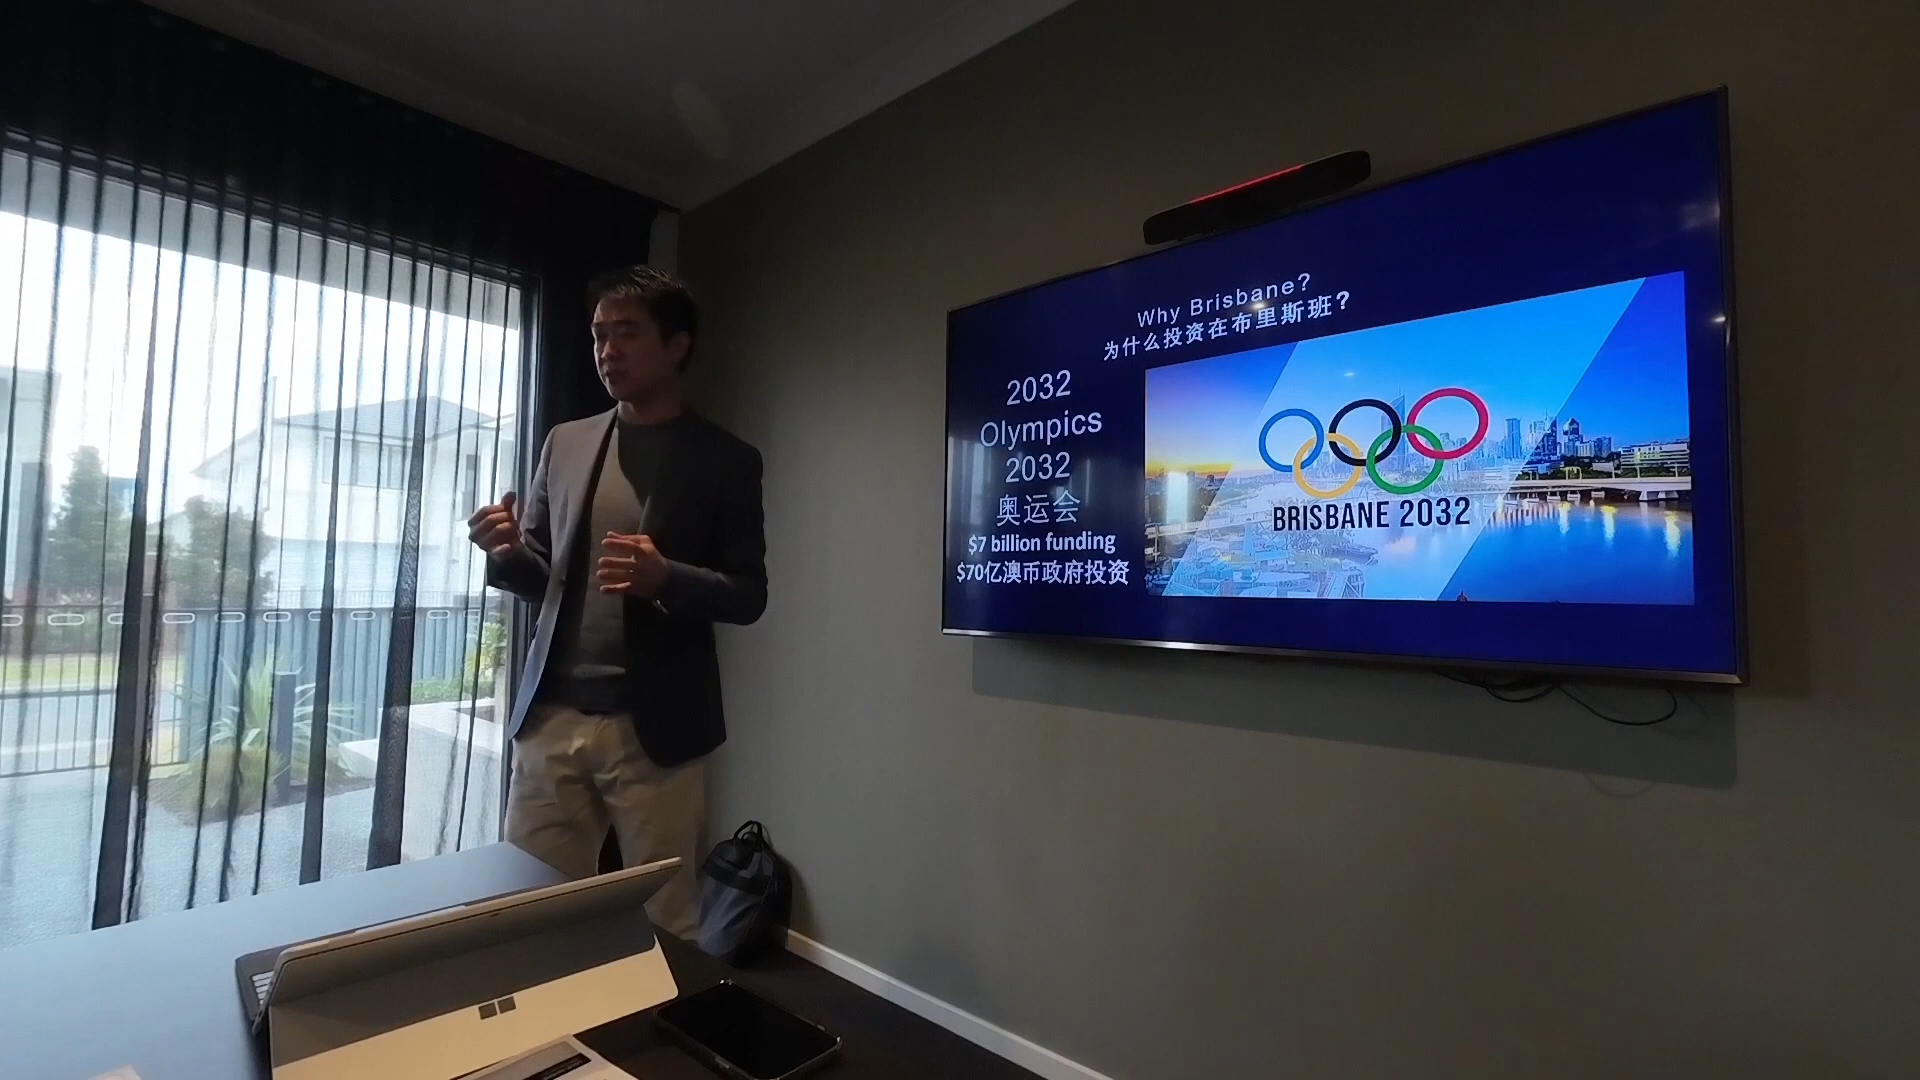 Why Brisbane?
为什么投资在布里斯班？
2032
Olympics
2032
奥运会
$7 billion funding
$70亿澳币政府投资
BRISBANE 2032